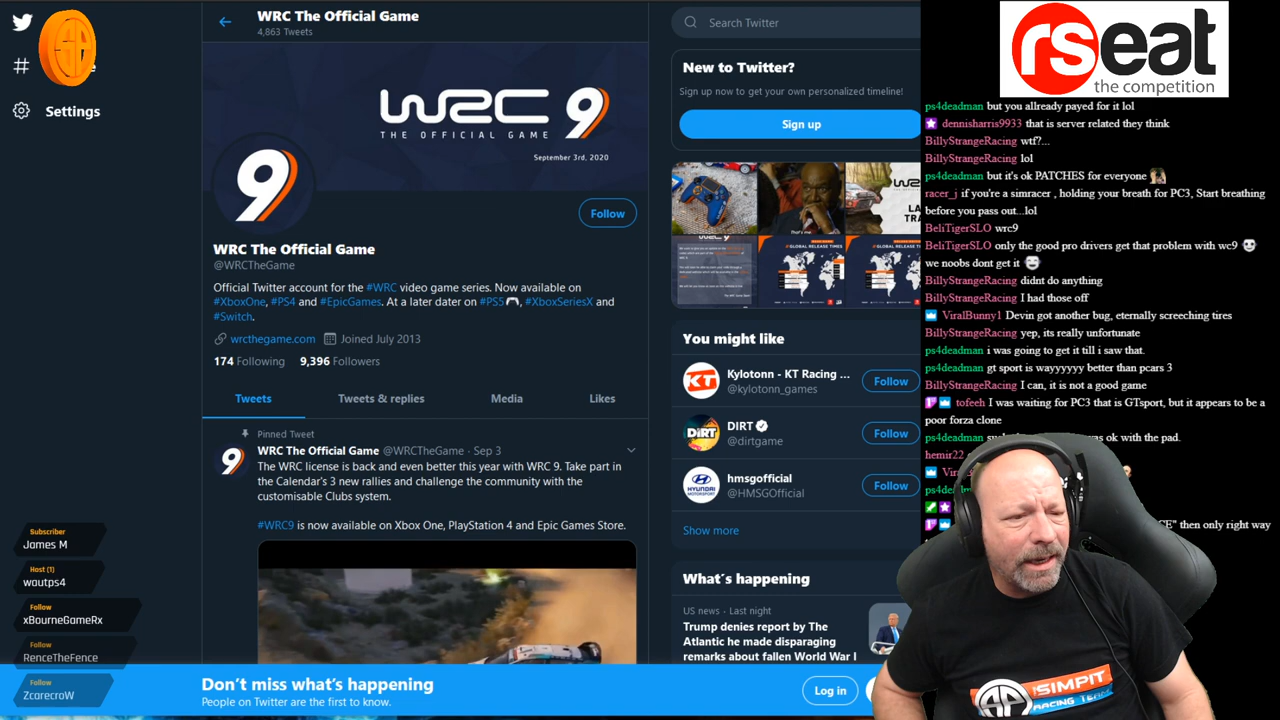 WRC The Official Game
4,863 Tweets
Settings
WRC 9
THE OFFICIAL GAME
September 3rd, 2020
9
Follow
WRC The Official Game
@WRCTheGame
Official Twitter account for the #WRC video game series. Now available on
#XboxOne, #PS4 and #EpicGames. At a later dater on #PS5🎮, #XboxSeriesX and
#Switch.
wrcthegame.com Joined July 2013
174 Following 9,396 Followers
Tweets Tweets & replies Media Likes
Pinned Tweet
WRC The Official Game @WRCTheGame · Sep 3
The WRC license is back and even better this year with WRC 9. Take part in
the Calendar's 3 new rallies and challenge the community with the
customisable Clubs system.
#WRC9 is now available on Xbox One, PlayStation 4 and Epic Games Store.
Search Twitter
New to Twitter?
Sign up now to get your own personalized timeline!
Sign up
#GLOBAL RELEASE TIMES
You might like
Kylotonn - KT Racing ...
@kylotonn_games
Follow
DiRT
@dirtgame
Follow
hmsgofficial
@HMSGOfficial
Follow
Show more
What's happening
US news · Last night
Trump denies report by The
Atlantic he made disparaging
remarks about fallen World War I
rseat
the competition
ps4deadman but you allready payed for it lol
dennisharris9933 that is server related they think
BillyStrangeRacing wtf?...
BillyStrangeRacing lol
ps4deadman but it's ok PATCHES for everyone
racer_j if you're a simracer , holding your breath for PC3, Start breathing
before you pass out...lol
BeliTigerSLO wrc9
BeliTigerSLO only the good pro drivers get that problem with wc9
we noobs dont get it
BillyStrangeRacing didnt do anything
BillyStrangeRacing I had those off
ViralBunny1 Devin got another bug, eternally screeching tires
BillyStrangeRacing yep, its really unfortunate
ps4deadman i was going to get it till i saw that.
ps4deadman gt sport is wayyyyyy better than pcars 3
BillyStrangeRacing I can, it is not a good game
tofeeh I was waiting for PC3 that is GTsport, but it appears to be a
poor forza clone
ps4deadman was ok with the pad.
hemir22
then only right way
Subscriber
James M
Host (1)
wautps4
Follow
xBourneGameRx
Follow
RenceTheFence
Follow
ZcarecroW
Don't miss what's happening
People on Twitter are the first to know.
Log in
SIMPIT
RACING TEAM